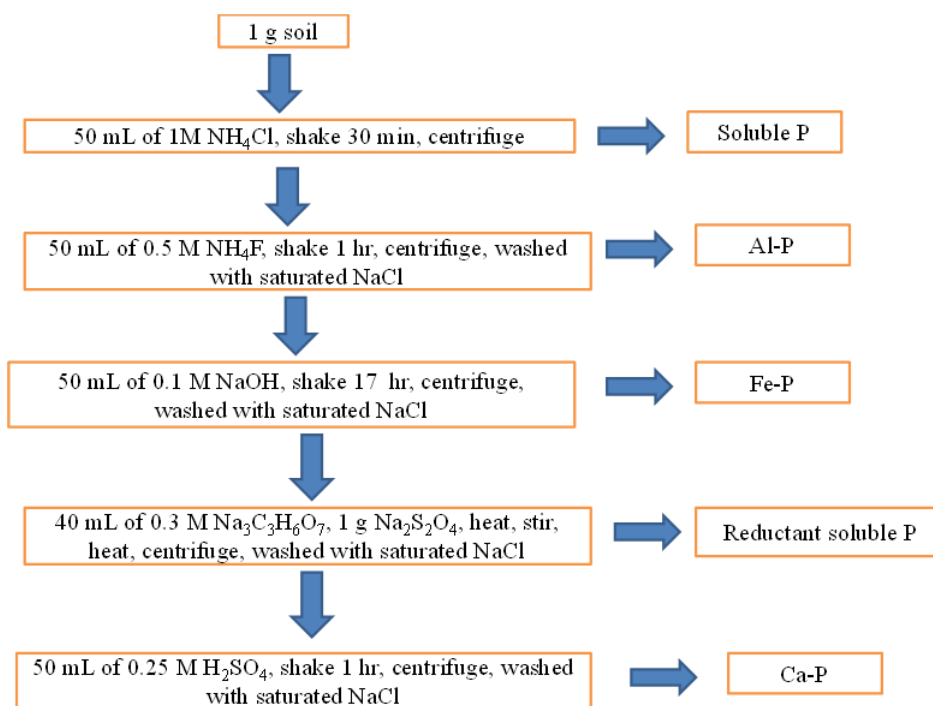 1 g soil
50 mL of 1M NH₄Cl, shake 30 min, centrifuge
Soluble P
50 mL of 0.5 M NH₄F, shake 1 hr, centrifuge, washed
with saturated NaCl
Al-P
50 mL of 0.1 M NaOH, shake 17 hr, centrifuge,
washed with saturated NaCl
Fe-P
40 mL of 0.3 M Na₃C₃H₆O₇, 1 g Na₂S₂O₄, heat, stir,
heat, centrifuge, washed with saturated NaCl
Reductant soluble P
50 mL of 0.25 M H₂SO₄, shake 1 hr, centrifuge, washed
with saturated NaCl
Ca-P